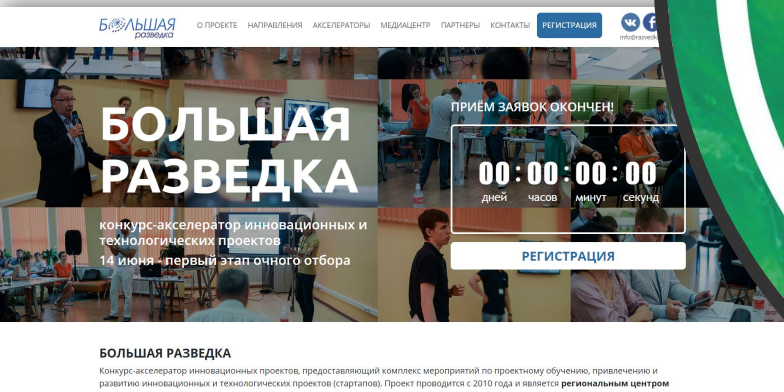 БОЛЬШАЯ
разведка
О ПРОЕКТЕ НАПРАВЛЕНИЯ АКСЕЛЕРАТОРЫ МЕДИАЦЕНТР ПАРТНЕРЫ КОНТАКТЫ РЕГИСТРАЦИЯ
БОЛЬШАЯ
РАЗВЕДКА
конкурс-акселератор инновационных и
технологических проектов
14 июня - первый этап очного отбора
ПРИЁМ ЗАЯВОК ОКОНЧЕН!
00:00:00:00
дней часов минут секунд
РЕГИСТРАЦИЯ
БОЛЬШАЯ РАЗВЕДКА
Конкурс-акселератор инновационных проектов, предоставляющий комплекс мероприятий по проектному обучению, привлечению и
развитию инновационных и технологических проектов (стартапов). Проект проводится с 2010 года и является региональным центром